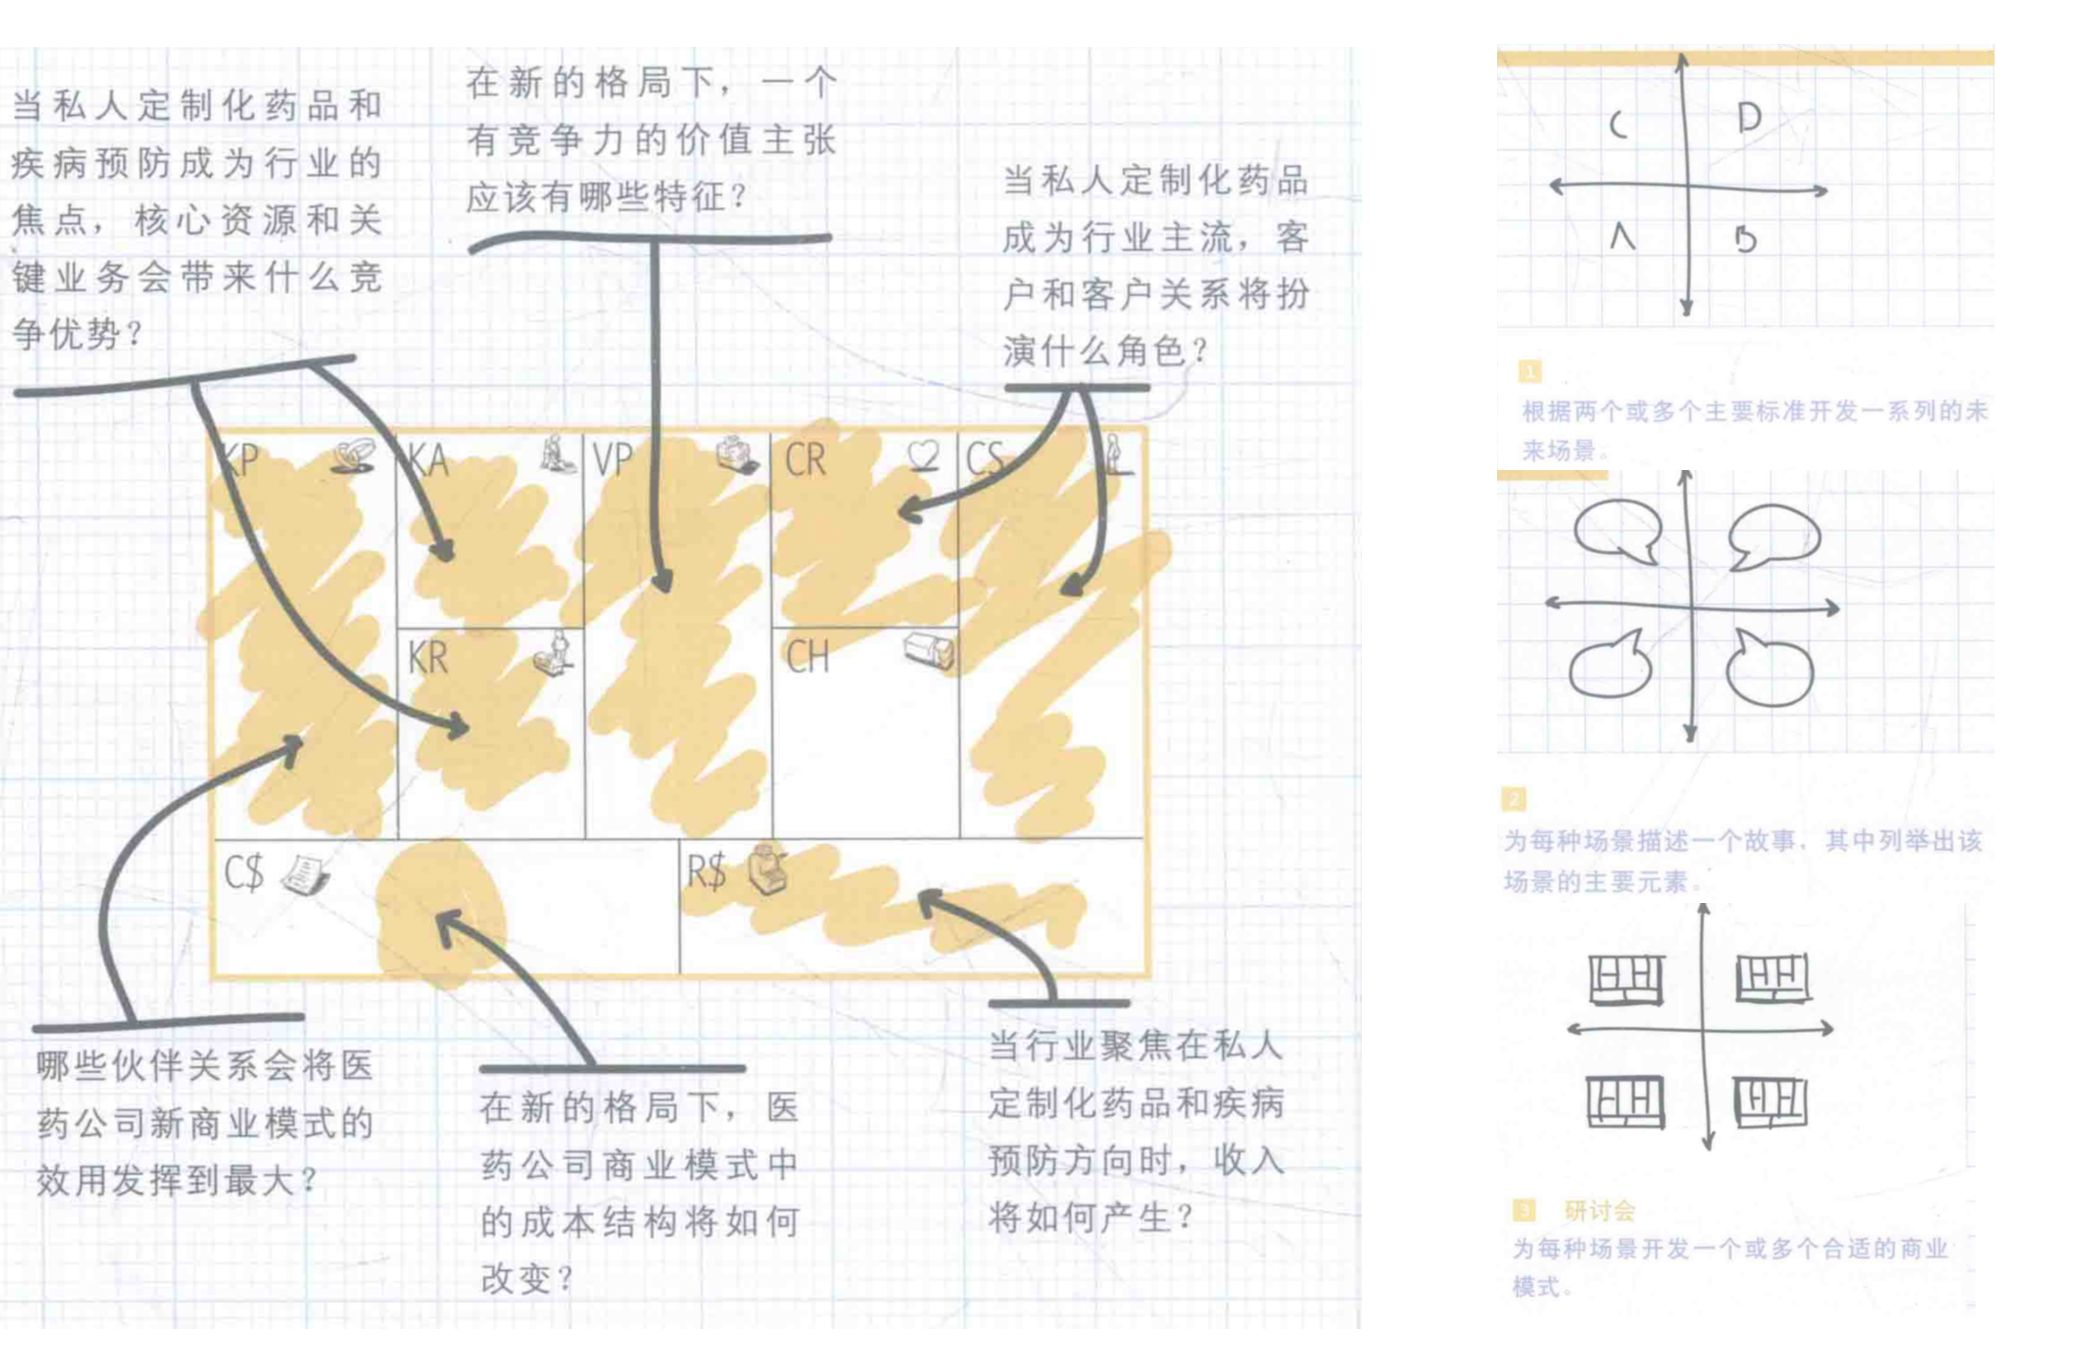 当私人定制化药品和
疾病预防成为行业的
焦点，核心资源和关
键业务会带来什么竞
争优势？
在新的格局下，一个
有竞争力的价值主张
应该有哪些特征？
当私人定制化药品
成为行业主流，客
户和客户关系将扮
演什么角色？
KP
KA
VP
CR
CS
KR
CH
C$
R$
哪些伙伴关系会将医
药公司新商业模式的
效用发挥到最大？
在新的格局下，医
药公司商业模式中
的成本结构将如何
改变？
当行业聚焦在私人
定制化药品和疾病
预防方向时，收入
将如何产生？
C D
A B
1
根据两个或多个主要标准开发一系列的未
来场景。
2
为每种场景描述一个故事，其中列举出该
场景的主要元素。
3 研讨会
为每种场景开发一个或多个合适的商业
模式。